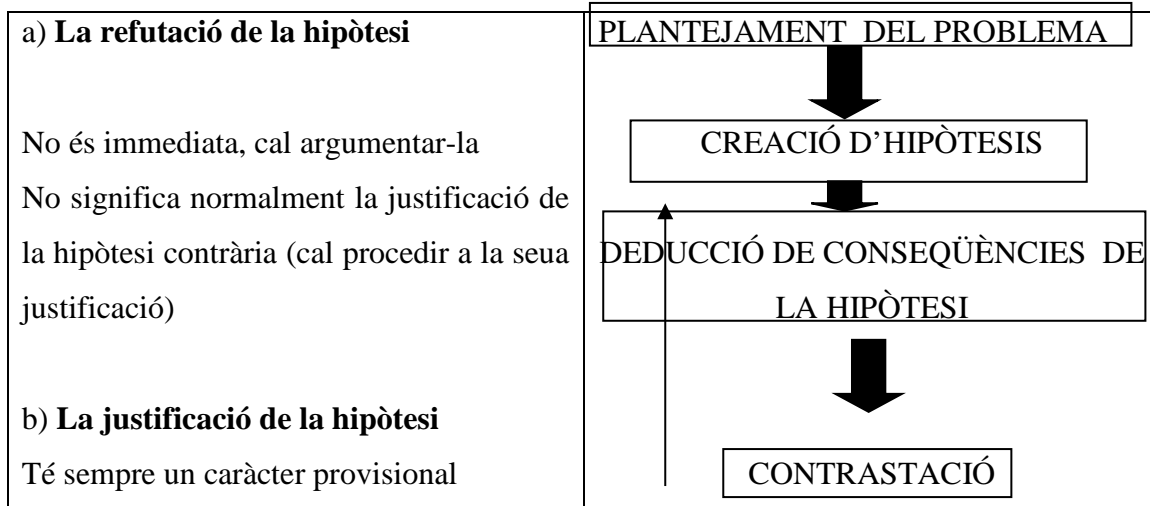 a) La refutació de la hipòtesi
No és immediata, cal argumentar-la
No significa normalment la justificació de
la hipòtesi contrària (cal procedir a la seua
justificació)
b) La justificació de la hipòtesi
Té sempre un caràcter provisional
PLANTEJAMENT DEL PROBLEMA
CREACIÓ D’HIPÒTESIS
DEDUCCIÓ DE CONSEQÜÈNCIES DE
LA HIPÒTESI
CONTRASTACIÓ